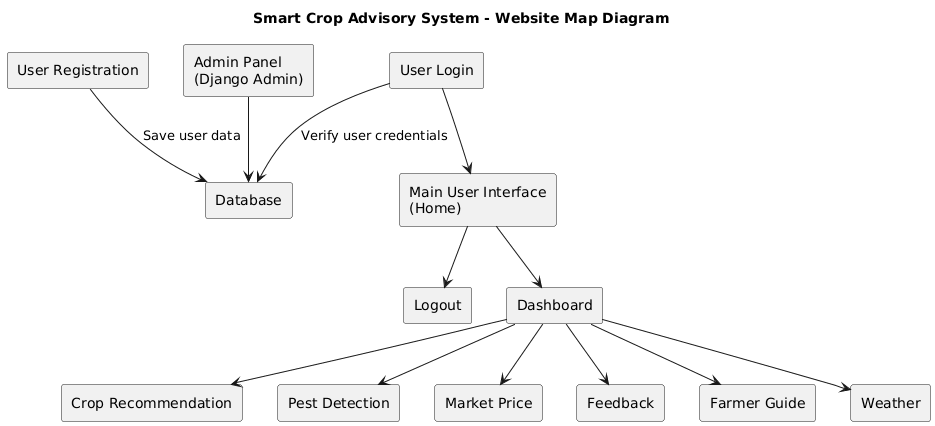 Smart Crop Advisory System - Website Map Diagram
User Registration
Admin Panel
(Django Admin)
User Login
Save user data
Verify user credentials
Database
Main User Interface
(Home)
Logout
Dashboard
Crop Recommendation
Pest Detection
Market Price
Feedback
Farmer Guide
Weather